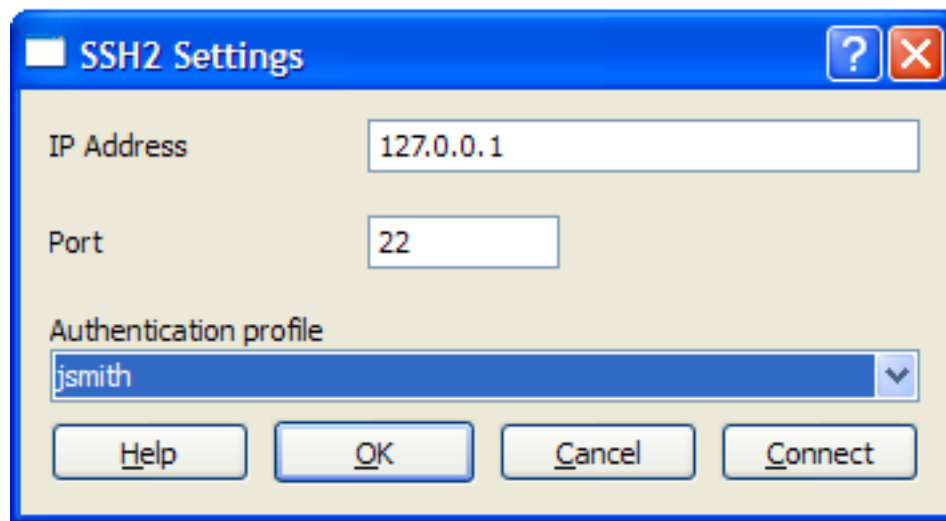 SSH2 Settings
?
IP Address 127.0.0.1
Port 22
Authentication profile
jsmith
Help OK Cancel Connect